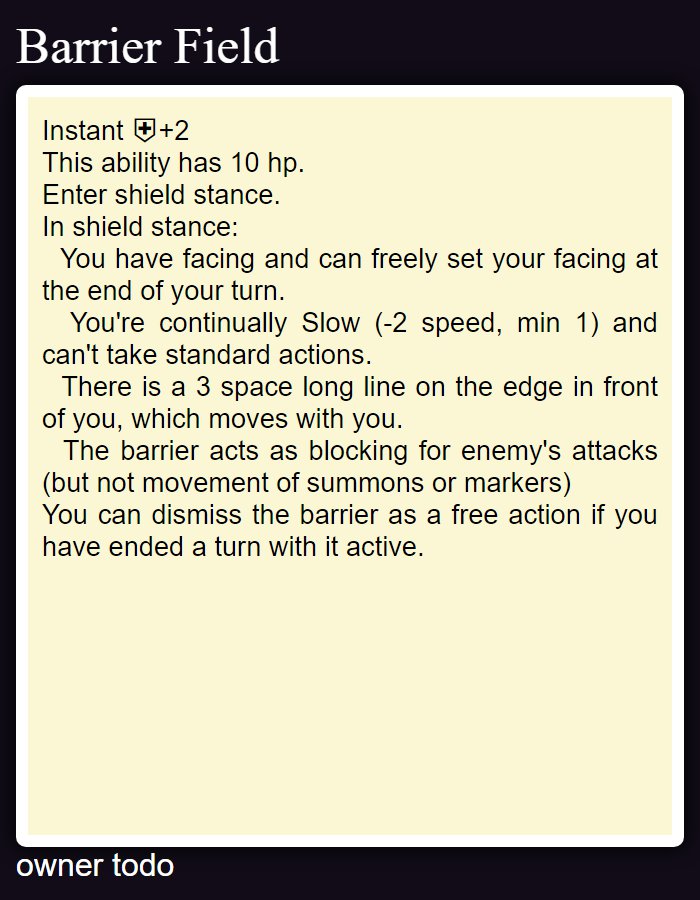 Barrier Field
Instant ⛨+2
This ability has 10 hp.
Enter shield stance.
In shield stance:
You have facing and can freely set your facing at
the end of your turn.
You're continually Slow (-2 speed, min 1) and
can't take standard actions.
There is a 3 space long line on the edge in front
of you, which moves with you.
The barrier acts as blocking for enemy's attacks
(but not movement of summons or markers)
You can dismiss the barrier as a free action if you
have ended a turn with it active.
owner todo